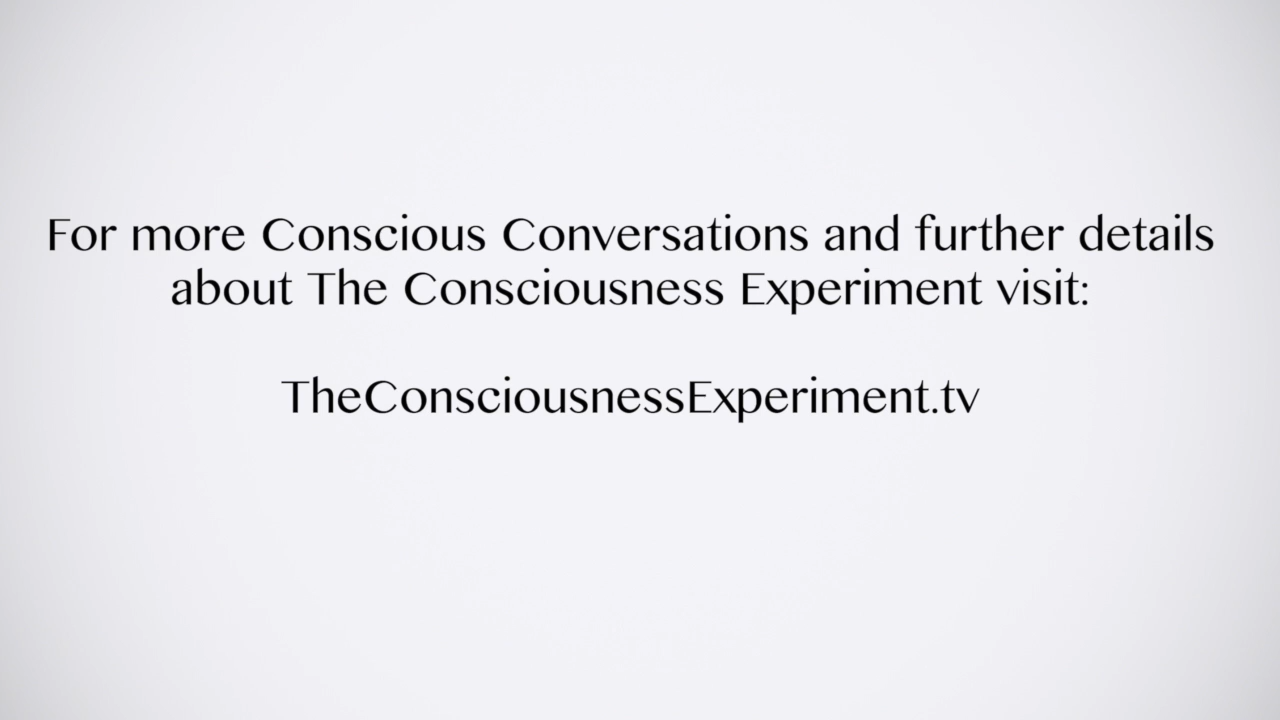 For more Conscious Conversations and further details
about The Consciousness Experiment visit:
TheConsciousnessExperiment.tv